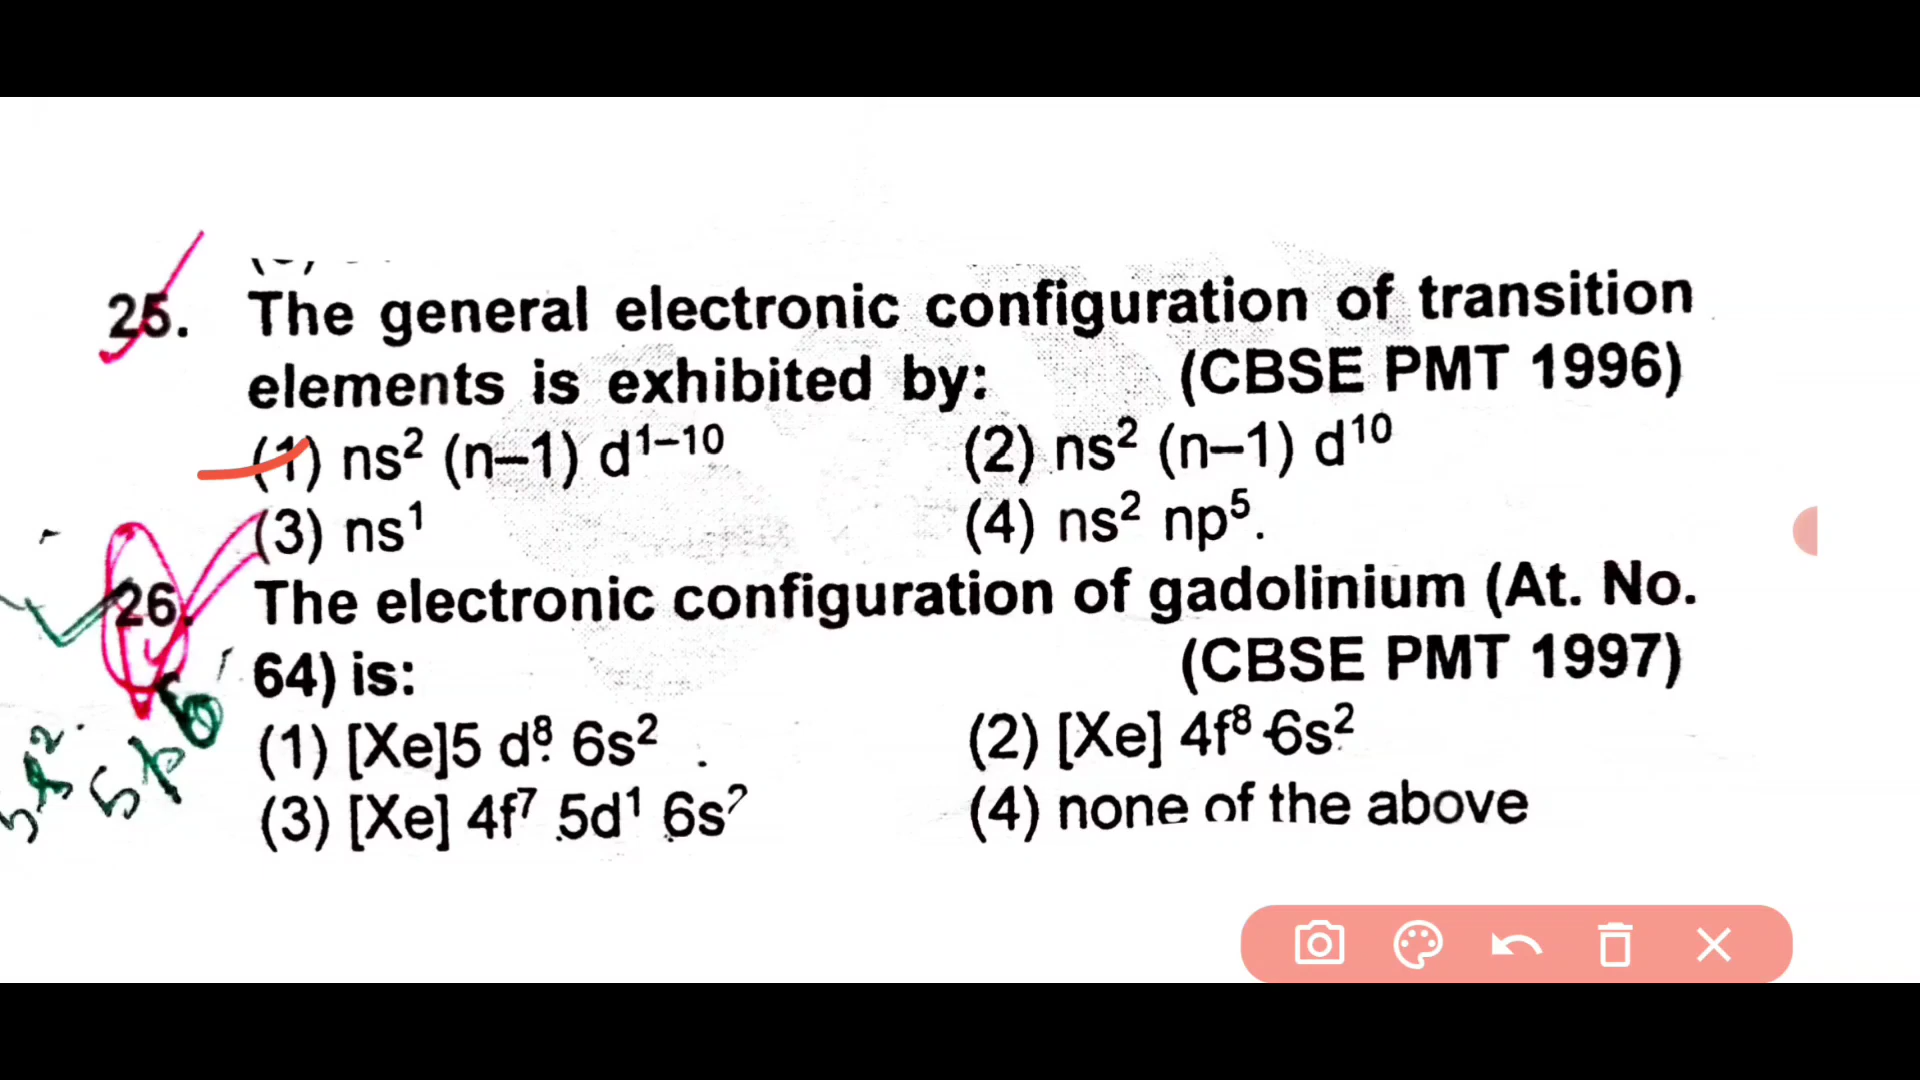 25. The general electronic configuration of transition
elements is exhibited by: (CBSE PMT 1996)
(1) ns² (n–1) d¹⁻¹⁰ (2) ns² (n–1) d¹⁰
(3) ns¹ (4) ns² np⁵.
26. The electronic configuration of gadolinium (At. No.
64) is: (CBSE PMT 1997)
(1) [Xe]5 d⁸ 6s² (2) [Xe] 4f⁸ 6s²
(3) [Xe] 4f⁷ 5d¹ 6s² (4) none of the above
5s² 5p⁶